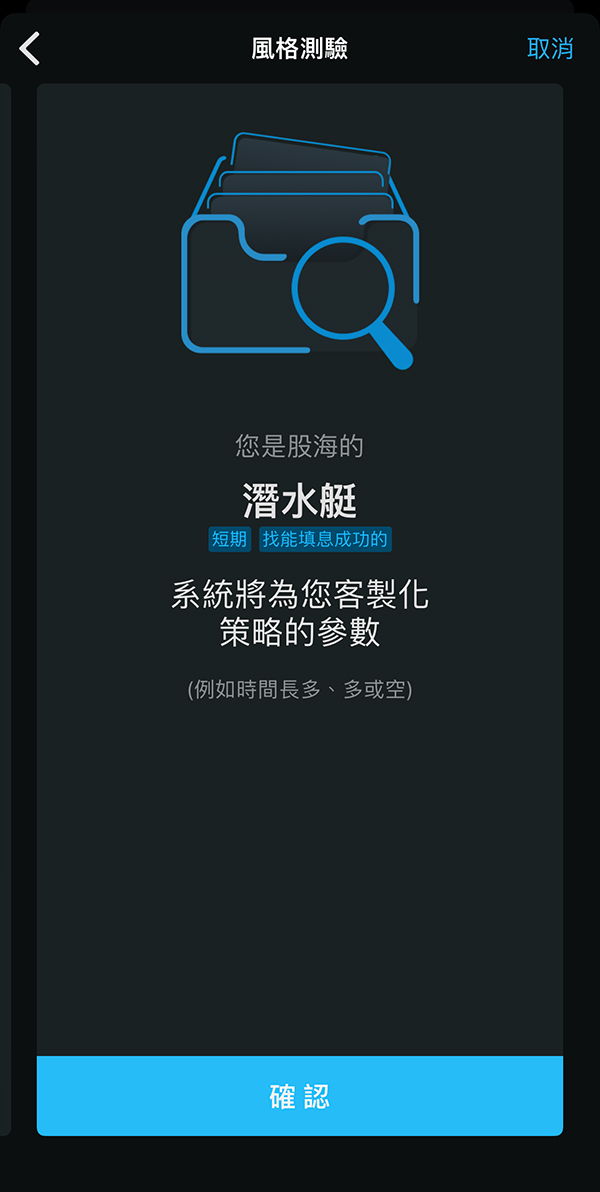 風格測驗
取消
您是股海的
潛水艇
短期 找能填息成功的
系統將為您客製化
策略的參數
(例如時間長多、多或空)
確認